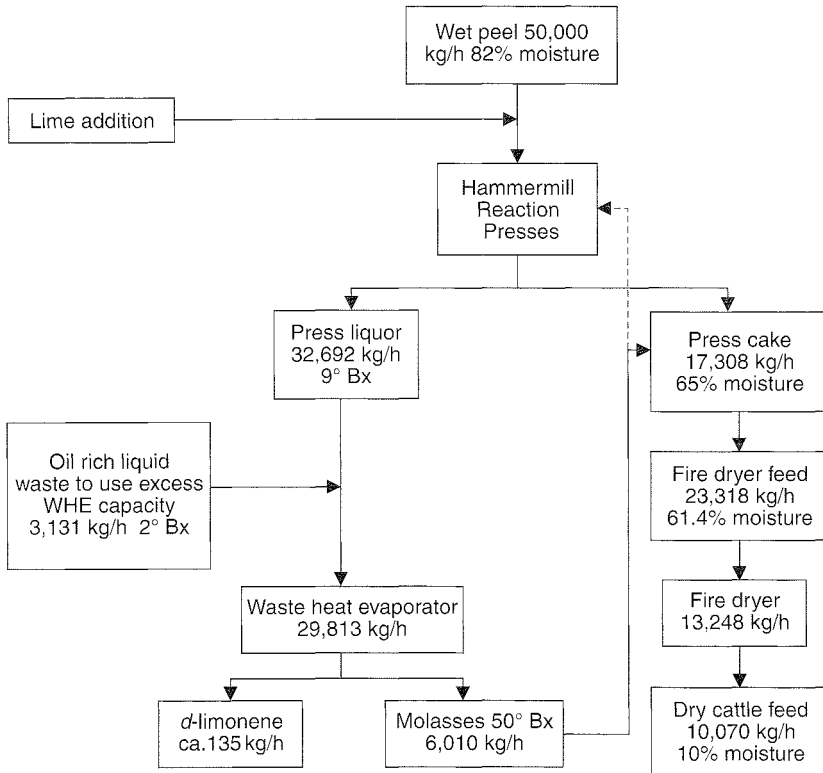 Wet peel 50,000
kg/h 82% moisture
Lime addition
Hammermill
Reaction
Presses
Press liquor
32,692 kg/h
9° Bx
Press cake
17,308 kg/h
65% moisture
Oil rich liquid
waste to use excess
WHE capacity
3,131 kg/h 2° Bx
Fire dryer feed
23,318 kg/h
61.4% moisture
Waste heat evaporator
29,813 kg/h
Fire dryer
13,248 kg/h
d-limonene
ca.135 kg/h
Molasses 50° Bx
6,010 kg/h
Dry cattle feed
10,070 kg/h
10% moisture